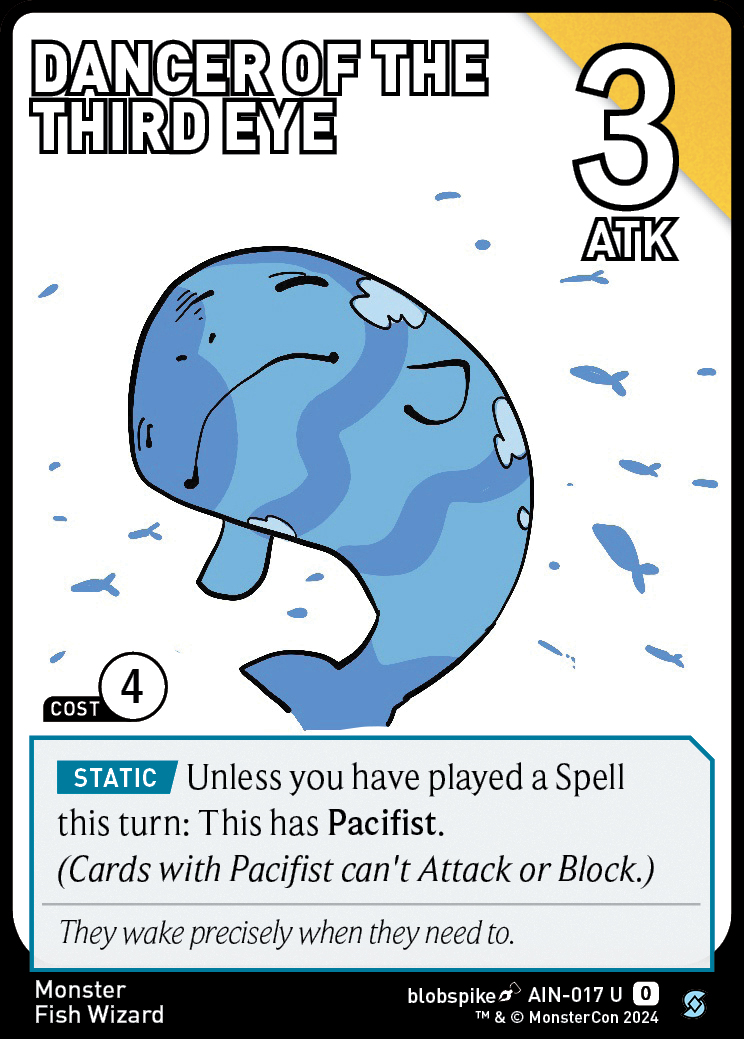 DANCER OF THE
THIRD EYE
3
ATK
COST 4
STATIC Unless you have played a Spell
this turn: This has Pacifist.
(Cards with Pacifist can't Attack or Block.)
They wake precisely when they need to.
Monster
Fish Wizard
blobspike AIN-017 U 0
™ & © MonsterCon 2024